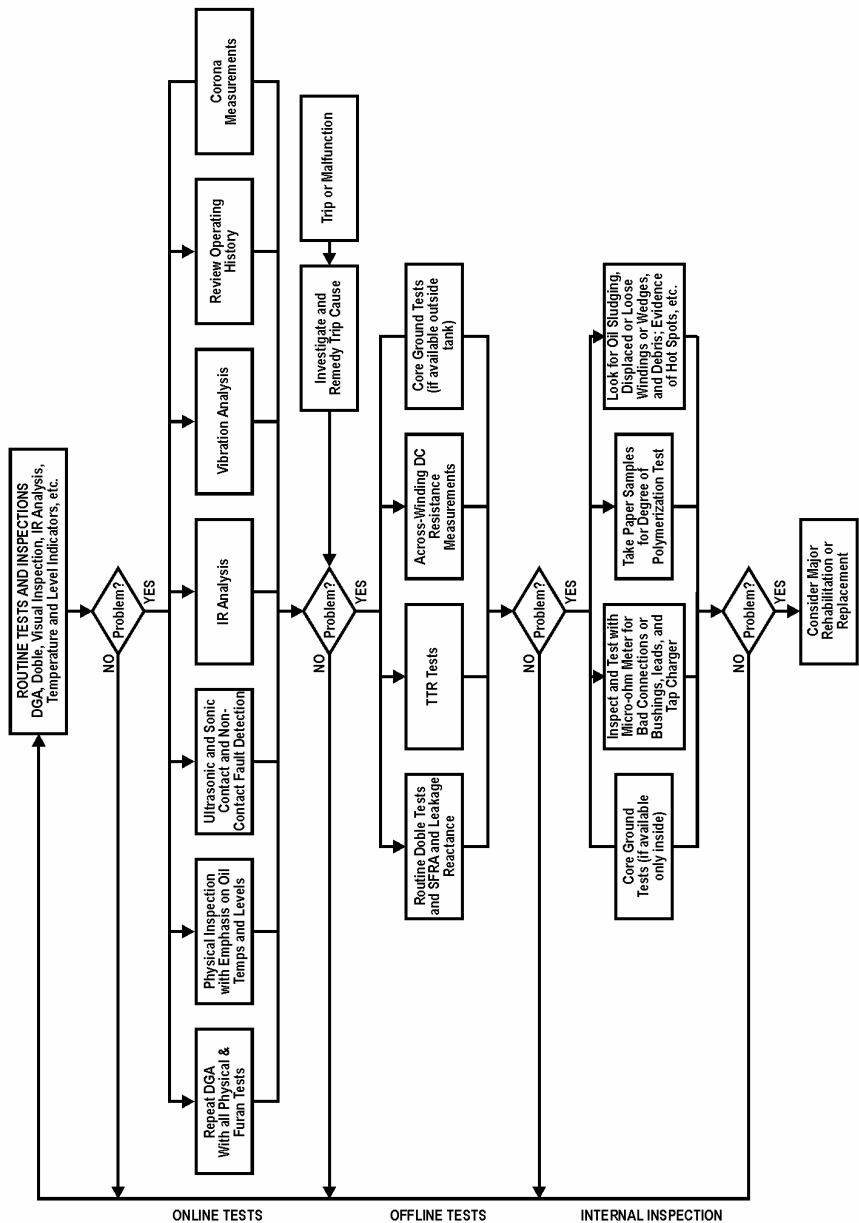 ROUTINE TESTS AND INSPECTIONS
DGA, Doble, Visual Inspection, IR Analysis,
Temperature and Level Indicators, etc.
Problem?
NO
YES
ONLINE TESTS
Repeat DGA
With all Physical &
Furan Tests
Physical Inspection
with Emphasis on Oil
Temps and Levels
Ultrasonic and Sonic
Contact and Non-
Contact Fault Detection
IR Analysis
Vibration Analysis
Review Operating
History
Corona
Measurements
Trip or Malfunction
Investigate and
Remedy Trip Cause
Problem?
NO
YES
OFFLINE TESTS
Routine Doble Tests
and SFRA and Leakage
Reactance
TTR Tests
Across-Winding DC
Resistance
Measurements
Core Ground Tests
(if available outside
tank)
Problem?
NO
YES
INTERNAL INSPECTION
Core Ground
Tests (if available
only inside)
Inspect and Test with
Micro-ohm Meter for
Bad Connections or
Bushings, leads, and
Tap Charger
Take Paper Samples
for Degree of
Polymerization Test
Look for Oil Sludging,
Displaced or Loose
Windings or Wedges,
and Debris; Evidence
of Hot Spots, etc.
Problem?
NO
YES
Consider Major
Rehabilitation or
Replacement